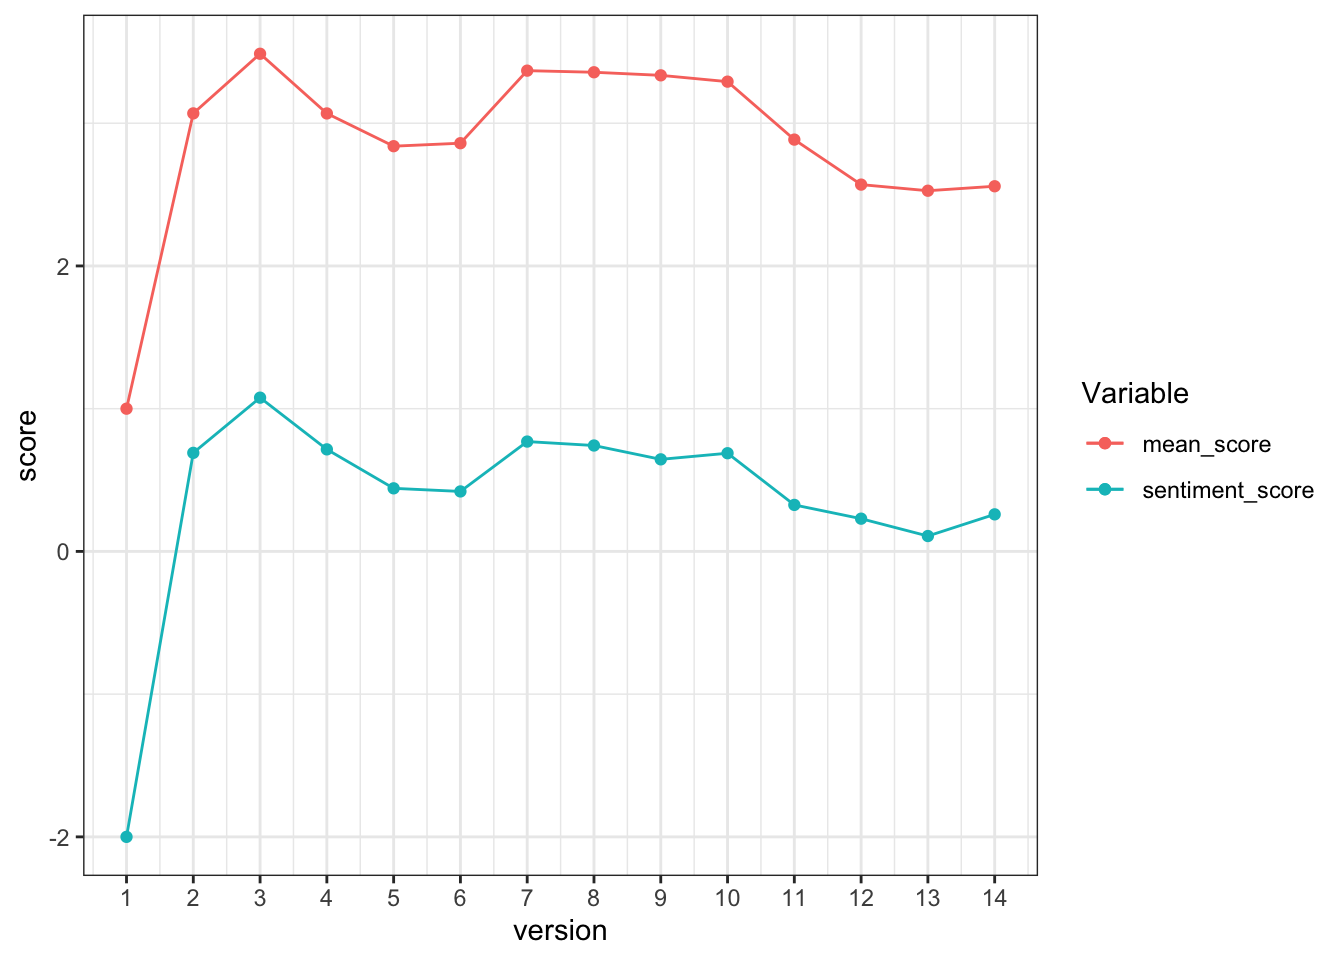 score
2
0
-2
1 2 3 4 5 6 7 8 9 10 11 12 13 14
version
Variable
mean_score
sentiment_score